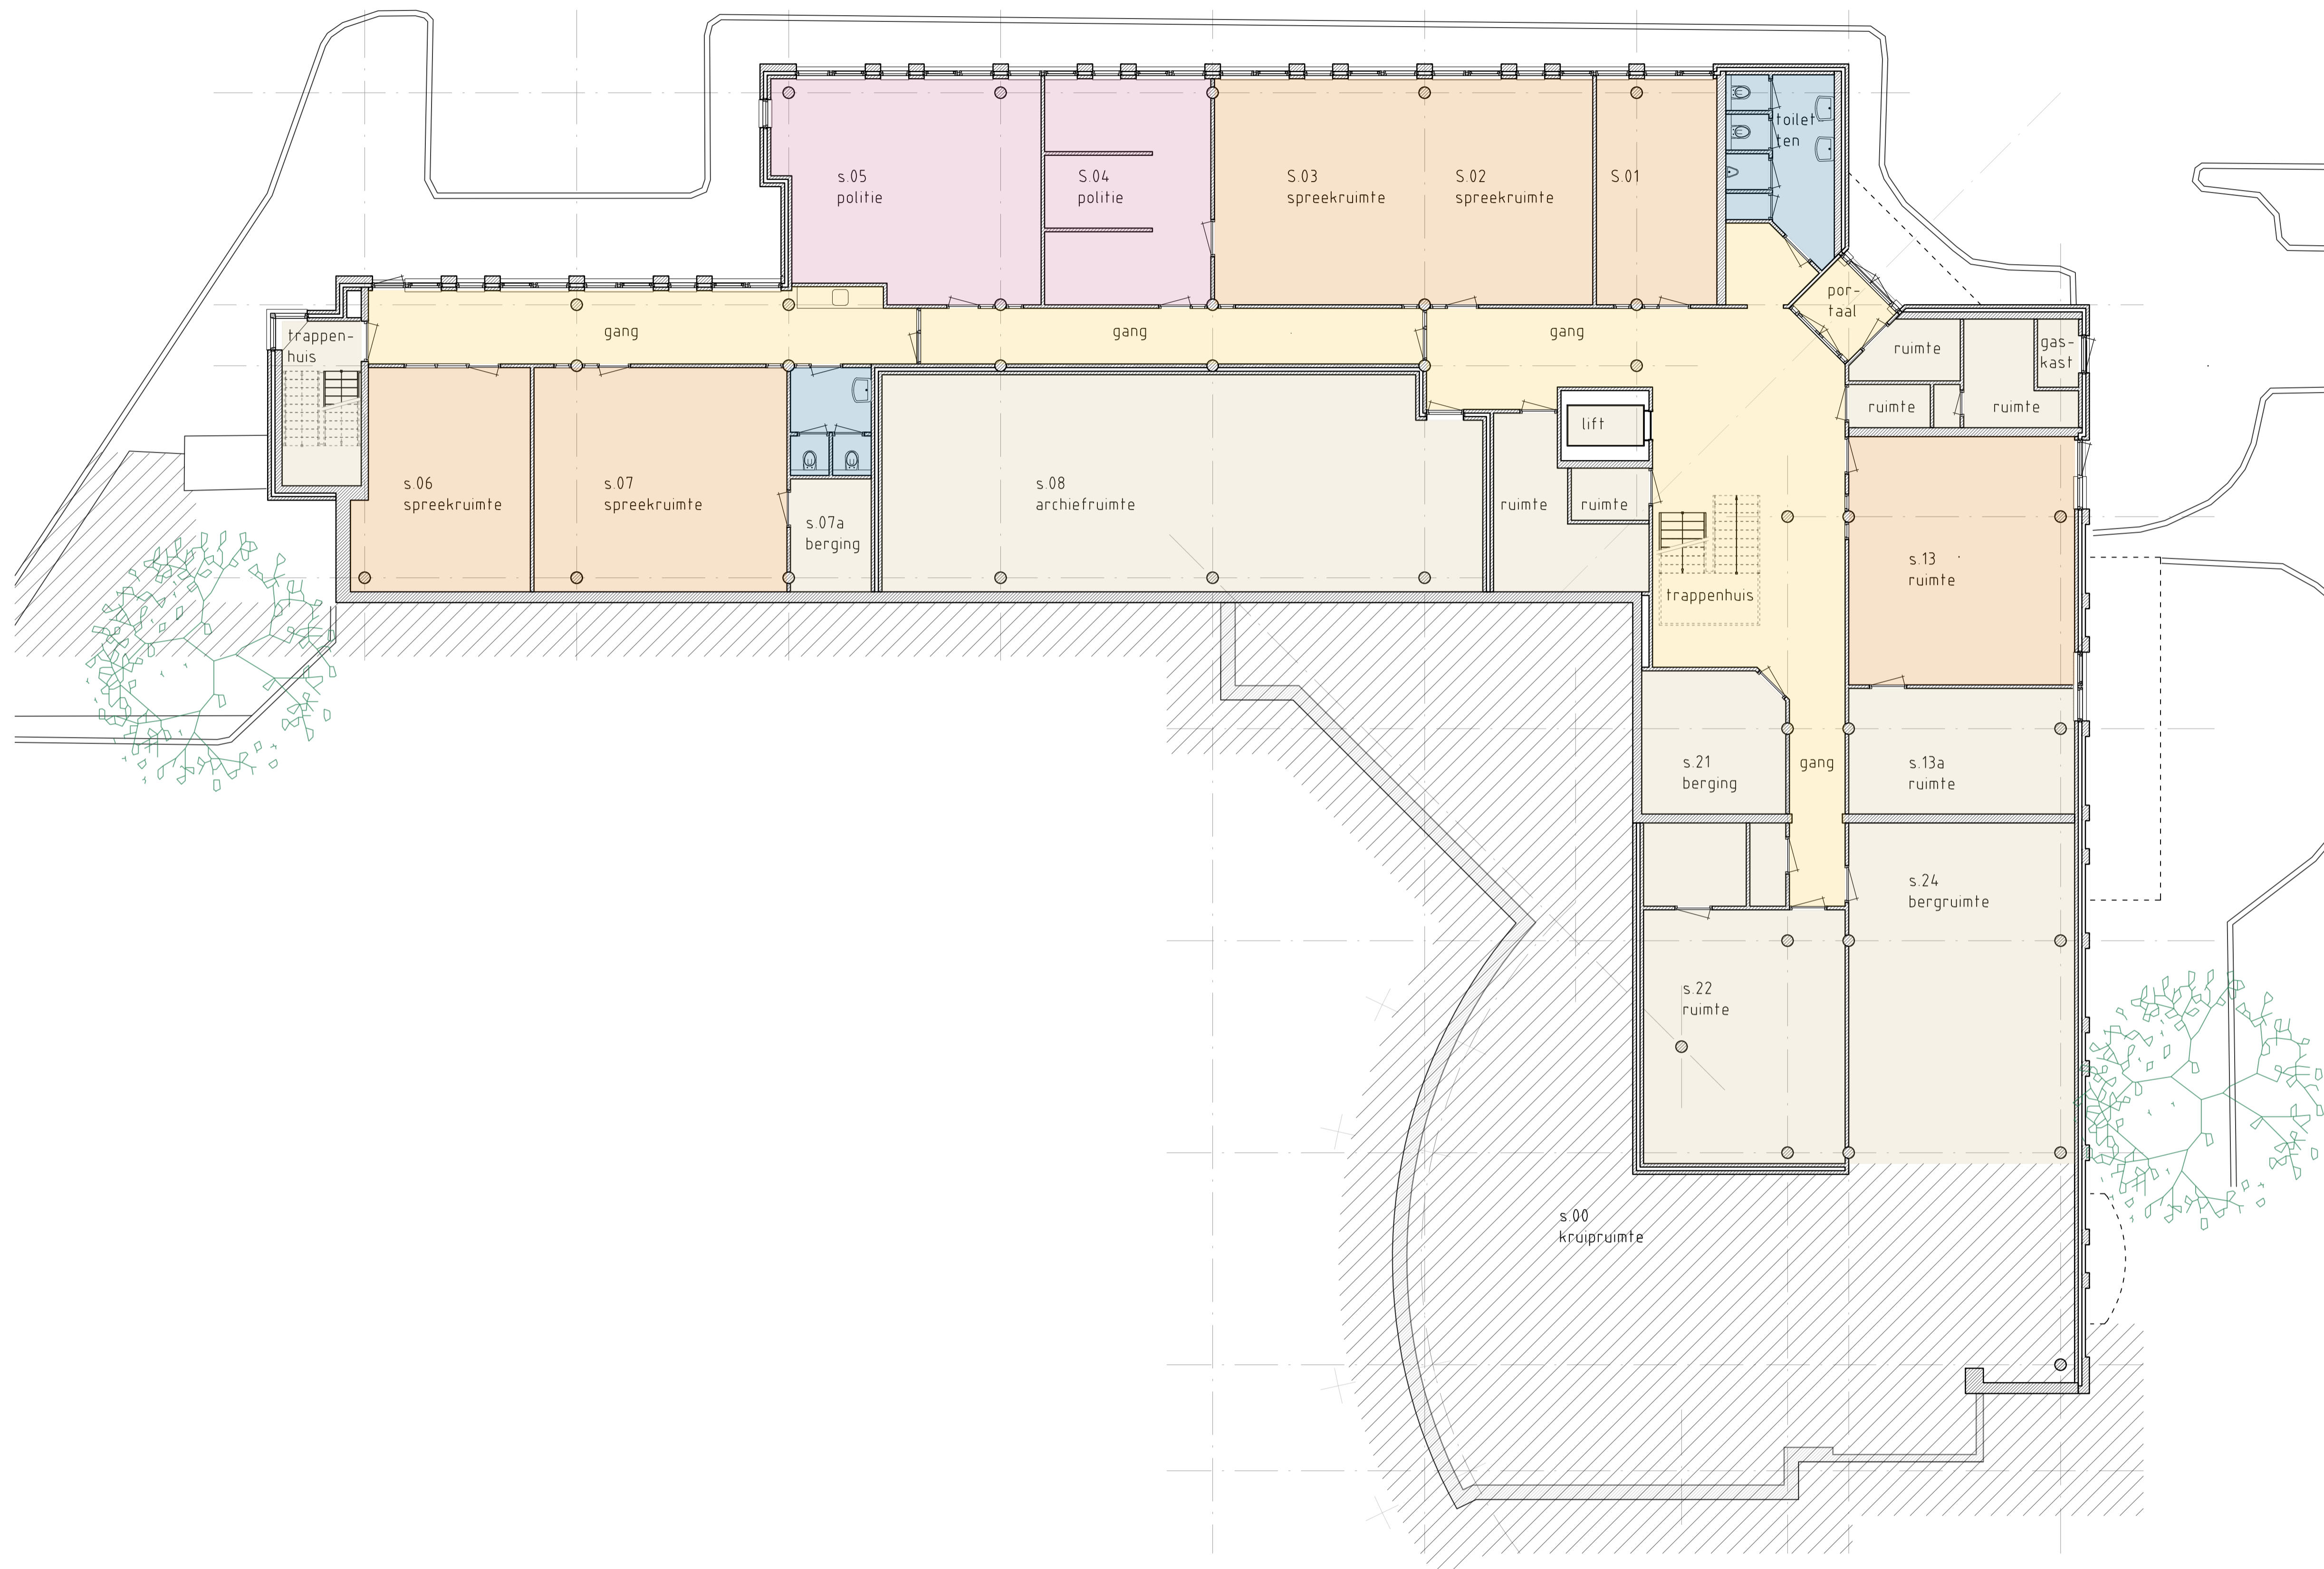 toilet
ten
s.05
politie
S.04
politie
S.03
spreekruimte
S.02
spreekruimte
S.01
por-
taal
trappen-
huis
gang
gang
gang
ruimte
gas-
kast
ruimte
ruimte
lift
s.06
spreekruimte
s.07
spreekruimte
s.07a
berging
s.08
archiefruimte
ruimte
ruimte
trappenhuis
s.13
ruimte
s.21
berging
gang
s.13a
ruimte
s.24
bergruimte
s.22
ruimte
s.00
kruipruimte